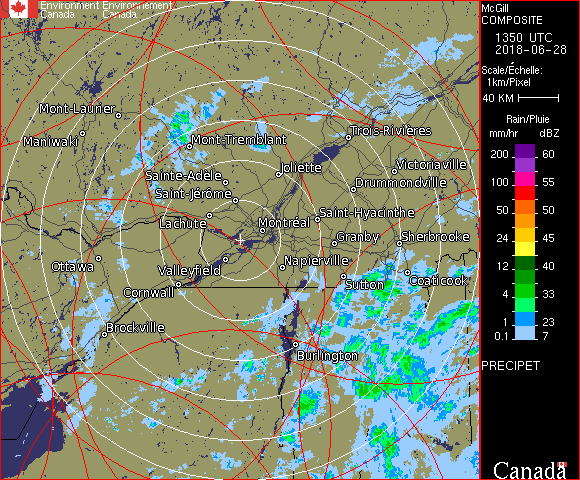 Environment Environnement
Canada Canada
McGill
COMPOSITE
1350 UTC
2018-06-28
Scale/Échelle:
1km/Pixel
40 KM
Rain/Pluie
mm/hr dBZ
200 60
100 55
50 50
24 45
12 40
4 33
1 23
0.1 7
PRECIPET
Canada
Mont-Laurier
Maniwaki
Mont-Tremblant
Trois-Rivières
Sainte-Adèle
Joliette
Victoriaville
Saint-Jérôme
Drummondville
Lachute
Saint-Hyacinthe
Montréal
Granby
Sherbrooke
Ottawa
Valleyfield
Napierville
Cornwall
Sutton
Coaticook
Brockville
Burlington